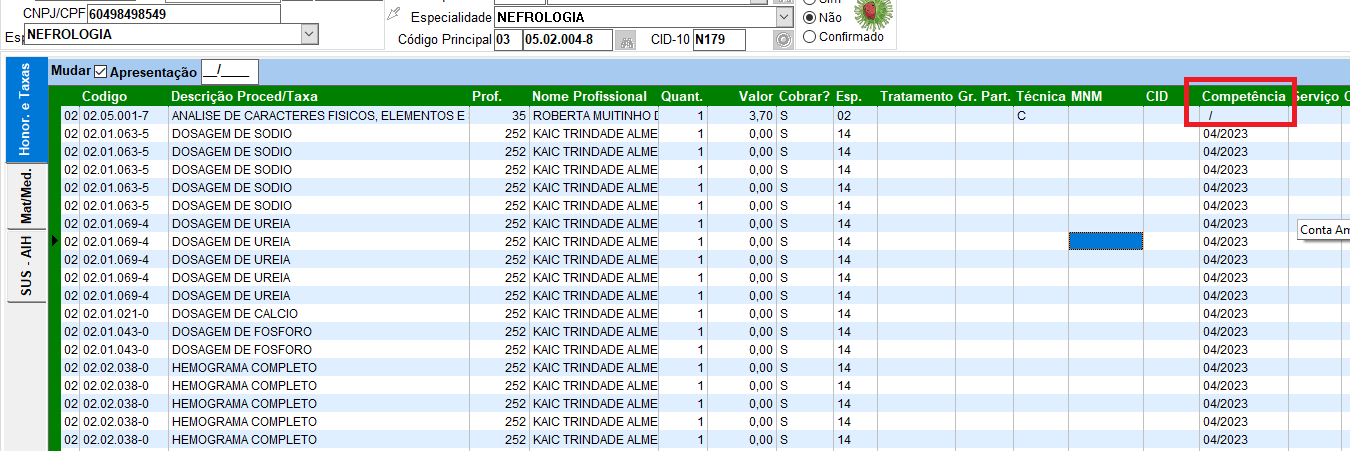 Sim
CNPJ/CPF 60498498549
Especialidade NEFROLOGIA
Não
NEFROLOGIA
Código Principal 03 05.02.004-8 CID-10 N179
Confirmado
Honor. e Taxas
Mat/Med.
SUS - AIH
Mudar Apresentação __/____
Codigo Descrição Proced/Taxa Prof. Nome Profissional Quant. Valor Cobrar? Esp. Tratamento Gr. Part. Técnica MNM CID Competência Serviço C
02 02.05.001-7 ANALISE DE CARACTERES FISICOS, ELEMENTOS E 35 ROBERTA MUITINHO D 1 3,70 S 02 C /
02 02.01.063-5 DOSAGEM DE SODIO 252 KAIC TRINDADE ALME 1 0,00 S 14 04/2023
02 02.01.063-5 DOSAGEM DE SODIO 252 KAIC TRINDADE ALME 1 0,00 S 14 04/2023
02 02.01.063-5 DOSAGEM DE SODIO 252 KAIC TRINDADE ALME 1 0,00 S 14 04/2023
02 02.01.063-5 DOSAGEM DE SODIO 252 KAIC TRINDADE ALME 1 0,00 S 14 04/2023
02 02.01.063-5 DOSAGEM DE SODIO 252 KAIC TRINDADE ALME 1 0,00 S 14 04/2023
02 02.01.069-4 DOSAGEM DE UREIA 252 KAIC TRINDADE ALME 1 0,00 S 14 04/2023
02 02.01.069-4 DOSAGEM DE UREIA 252 KAIC TRINDADE ALME 1 0,00 S 14 04/2023
02 02.01.069-4 DOSAGEM DE UREIA 252 KAIC TRINDADE ALME 1 0,00 S 14 04/2023
02 02.01.069-4 DOSAGEM DE UREIA 252 KAIC TRINDADE ALME 1 0,00 S 14 04/2023
02 02.01.069-4 DOSAGEM DE UREIA 252 KAIC TRINDADE ALME 1 0,00 S 14 04/2023
02 02.01.021-0 DOSAGEM DE CALCIO 252 KAIC TRINDADE ALME 1 0,00 S 14 04/2023
02 02.01.043-0 DOSAGEM DE FOSFORO 252 KAIC TRINDADE ALME 1 0,00 S 14 04/2023
02 02.01.043-0 DOSAGEM DE FOSFORO 252 KAIC TRINDADE ALME 1 0,00 S 14 04/2023
02 02.02.038-0 HEMOGRAMA COMPLETO 252 KAIC TRINDADE ALME 1 0,00 S 14 04/2023
02 02.02.038-0 HEMOGRAMA COMPLETO 252 KAIC TRINDADE ALME 1 0,00 S 14 04/2023
02 02.02.038-0 HEMOGRAMA COMPLETO 252 KAIC TRINDADE ALME 1 0,00 S 14 04/2023
02 02.02.038-0 HEMOGRAMA COMPLETO 252 KAIC TRINDADE ALME 1 0,00 S 14 04/2023
02 02.02.038-0 HEMOGRAMA COMPLETO 252 KAIC TRINDADE ALME 1 0,00 S 14 04/2023
Conta Am